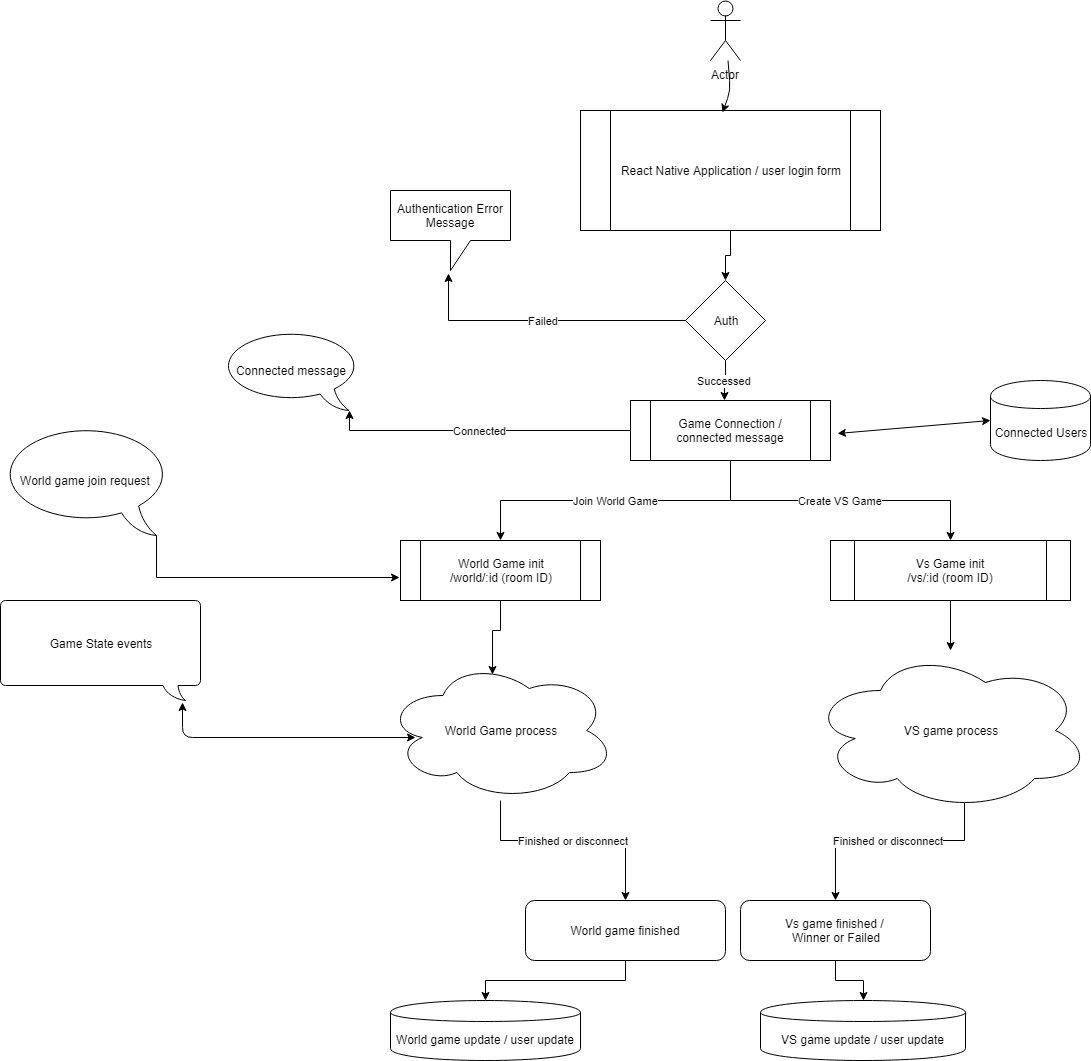 Actor
React Native Application / user login form
Authentication Error
Message
Auth
Failed
Successed
Connected message
Game Connection /
connected message
Connected
Connected Users
World game join request
Join World Game
Create VS Game
World Game init
/world/:id (room ID)
Vs Game init
/vs/:id (room ID)
Game State events
World Game process
VS game process
Finished or disconnect
Finished or disconnect
World game finished
Vs game finished /
Winner or Failed
World game update / user update
VS game update / user update